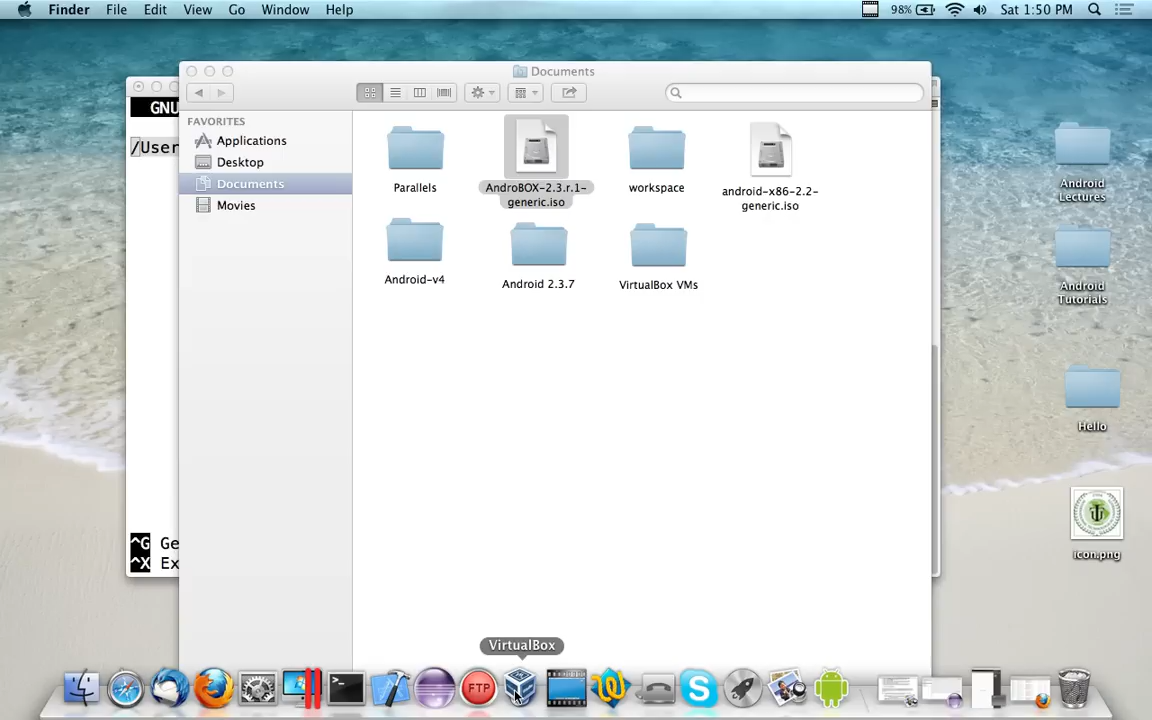 Finder File Edit View Go Window Help
98% Sat 1:50 PM
Documents
GNU
/User
FAVORITES
Applications
Desktop
Documents
Movies
Parallels
AndroBOX-2.3.r.1-
generic.iso
workspace
android-x86-2.2-
generic.iso
Android-v4
Android 2.3.7
VirtualBox VMs
Android
Lectures
Android
Tutorials
Hello
icon.png
^G Ge
^X Ex
VirtualBox
FTP